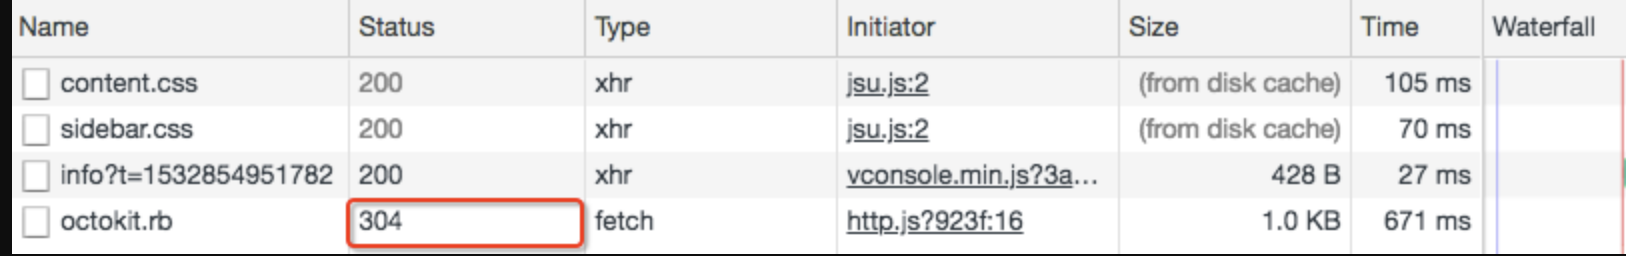 Name Status Type Initiator Size Time Waterfall
content.css 200 xhr jsu.js:2 (from disk cache) 105 ms
sidebar.css 200 xhr jsu.js:2 (from disk cache) 70 ms
info?t=1532854951782 200 xhr vconsole.min.js?3a... 428 B 27 ms
octokit.rb 304 fetch http.js?923f:16 1.0 KB 671 ms